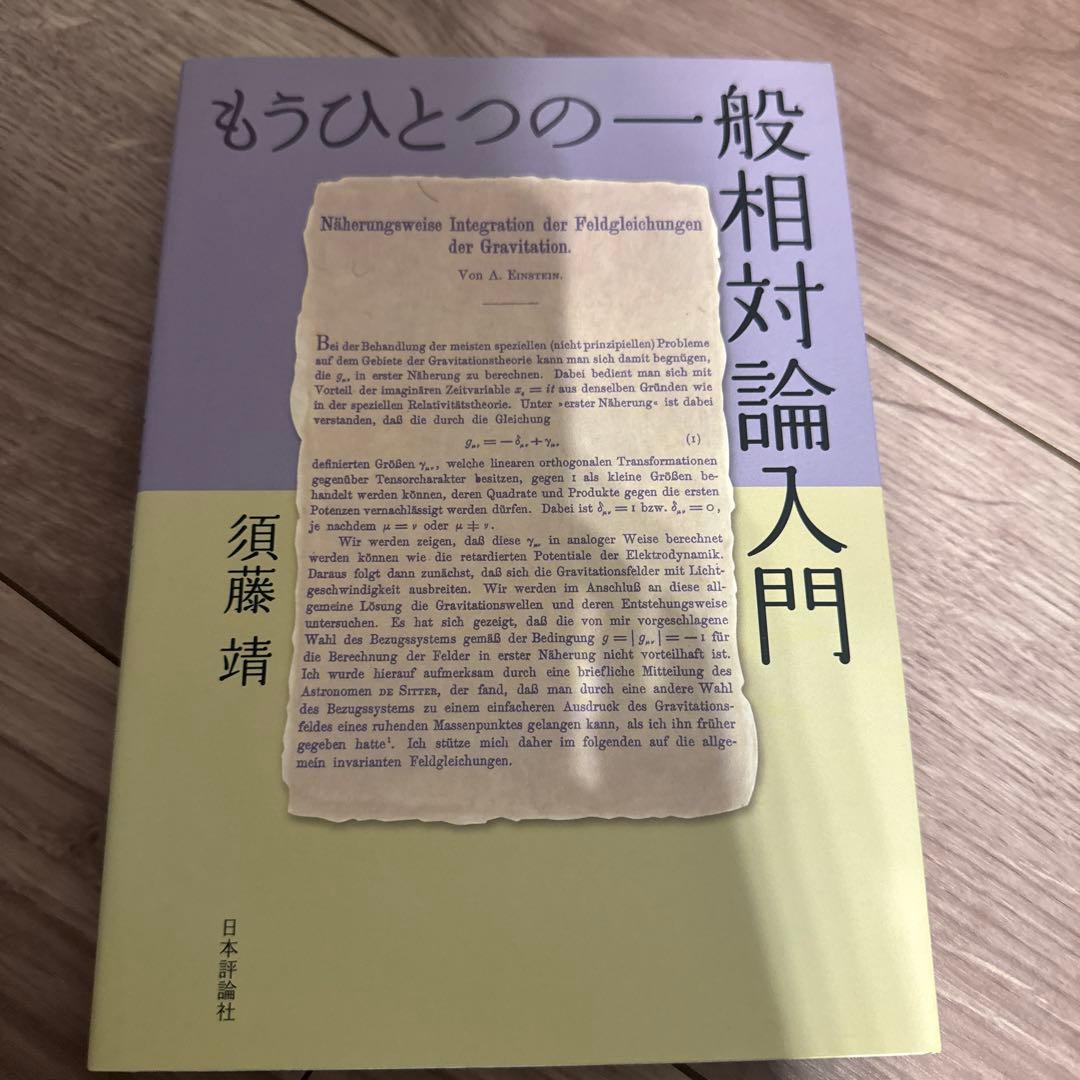 もうひとつの一般相対論入門
Näherungsweise Integration der Feldgleichungen
der Gravitation.
Von A. EINSTEIN.
Bei der Behandlung der meisten speziellen (nicht prinzipiellen) Probleme
auf dem Gebiete der Gravitationstheorie kann man sich damit begnügen,
die gμν in erster Näherung zu berechnen. Dabei bedient man sich mit
Vorteil der imaginären Zeitvariable x₄ = it aus denselben Gründen wie
in der speziellen Relativitätstheorie. Unter »erster Näherung« ist dabei
verstanden, daß die durch die Gleichung
gμν = − δμν + γμν (1)
definierten Größen γμν, welche linearen orthogonalen Transformationen
gegenüber Tensorcharakter besitzen, gegen 1 als kleine Größen be-
handelt werden können, deren Quadrate und Produkte gegen die ersten
Potenzen vernachlässigt werden dürfen. Dabei ist δμν = 1 bzw. δμν = 0,
je nachdem μ = ν oder μ ≠ ν.
Wir werden zeigen, daß diese γμν in analoger Weise berechnet
werden können wie die retardierten Potentiale der Elektrodynamik.
Daraus folgt dann zunächst, daß sich die Gravitationsfelder mit Licht-
geschwindigkeit ausbreiten. Wir werden im Anschluß an diese all-
gemeine Lösung die Gravitationswellen und deren Entstehungsweise
untersuchen. Es hat sich gezeigt, daß die von mir vorgeschlagene
Wahl des Bezugssystems gemäß der Bedingung g = |gμν| = −1 für
die Berechnung der Felder in erster Näherung nicht vorteilhaft ist.
Ich wurde hierauf aufmerksam durch eine briefliche Mitteilung des
Astronomen DE SITTER, der fand, daß man durch eine andere Wahl
des Bezugssystems zu einem einfacheren Ausdruck des Gravitations-
feldes eines ruhenden Massenpunktes gelangen kann, als ich ihn früher
gegeben hatte¹. Ich stütze mich daher im folgenden auf die allge-
mein invarianten Feldgleichungen.
須藤 靖
日本評論社